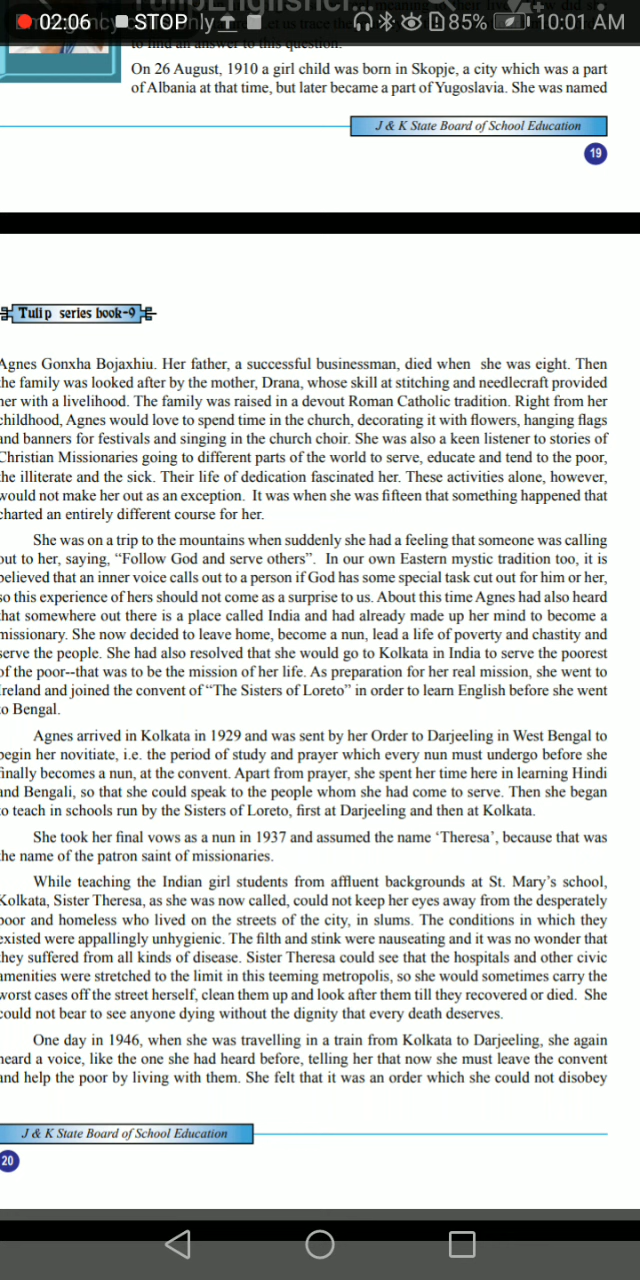 02:06 STOP 85% 10:01 AM
to find an answer to this question.
On 26 August, 1910 a girl child was born in Skopje, a city which was a part
of Albania at that time, but later became a part of Yugoslavia. She was named
J & K State Board of School Education
19
Tulip series book-9
Agnes Gonxha Bojaxhiu. Her father, a successful businessman, died when she was eight. Then
the family was looked after by the mother, Drana, whose skill at stitching and needlecraft provided
her with a livelihood. The family was raised in a devout Roman Catholic tradition. Right from her
childhood, Agnes would love to spend time in the church, decorating it with flowers, hanging flags
and banners for festivals and singing in the church choir. She was also a keen listener to stories of
Christian Missionaries going to different parts of the world to serve, educate and tend to the poor,
the illiterate and the sick. Their life of dedication fascinated her. These activities alone, however,
would not make her out as an exception. It was when she was fifteen that something happened that
charted an entirely different course for her.
She was on a trip to the mountains when suddenly she had a feeling that someone was calling
out to her, saying, “Follow God and serve others”. In our own Eastern mystic tradition too, it is
believed that an inner voice calls out to a person if God has some special task cut out for him or her,
so this experience of hers should not come as a surprise to us. About this time Agnes had also heard
that somewhere out there is a place called India and had already made up her mind to become a
missionary. She now decided to leave home, become a nun, lead a life of poverty and chastity and
serve the people. She had also resolved that she would go to Kolkata in India to serve the poorest
of the poor--that was to be the mission of her life. As preparation for her real mission, she went to
Ireland and joined the convent of “The Sisters of Loreto” in order to learn English before she went
to Bengal.
Agnes arrived in Kolkata in 1929 and was sent by her Order to Darjeeling in West Bengal to
begin her novitiate, i.e. the period of study and prayer which every nun must undergo before she
finally becomes a nun, at the convent. Apart from prayer, she spent her time here in learning Hindi
and Bengali, so that she could speak to the people whom she had come to serve. Then she began
to teach in schools run by the Sisters of Loreto, first at Darjeeling and then at Kolkata.
She took her final vows as a nun in 1937 and assumed the name ‘Theresa’, because that was
the name of the patron saint of missionaries.
While teaching the Indian girl students from affluent backgrounds at St. Mary’s school,
Kolkata, Sister Theresa, as she was now called, could not keep her eyes away from the desperately
poor and homeless who lived on the streets of the city, in slums. The conditions in which they
existed were appallingly unhygienic. The filth and stink were nauseating and it was no wonder that
they suffered from all kinds of disease. Sister Theresa could see that the hospitals and other civic
amenities were stretched to the limit in this teeming metropolis, so she would sometimes carry the
worst cases off the street herself, clean them up and look after them till they recovered or died. She
could not bear to see anyone dying without the dignity that every death deserves.
One day in 1946, when she was travelling in a train from Kolkata to Darjeeling, she again
heard a voice, like the one she had heard before, telling her that now she must leave the convent
and help the poor by living with them. She felt that it was an order which she could not disobey
J & K State Board of School Education
20